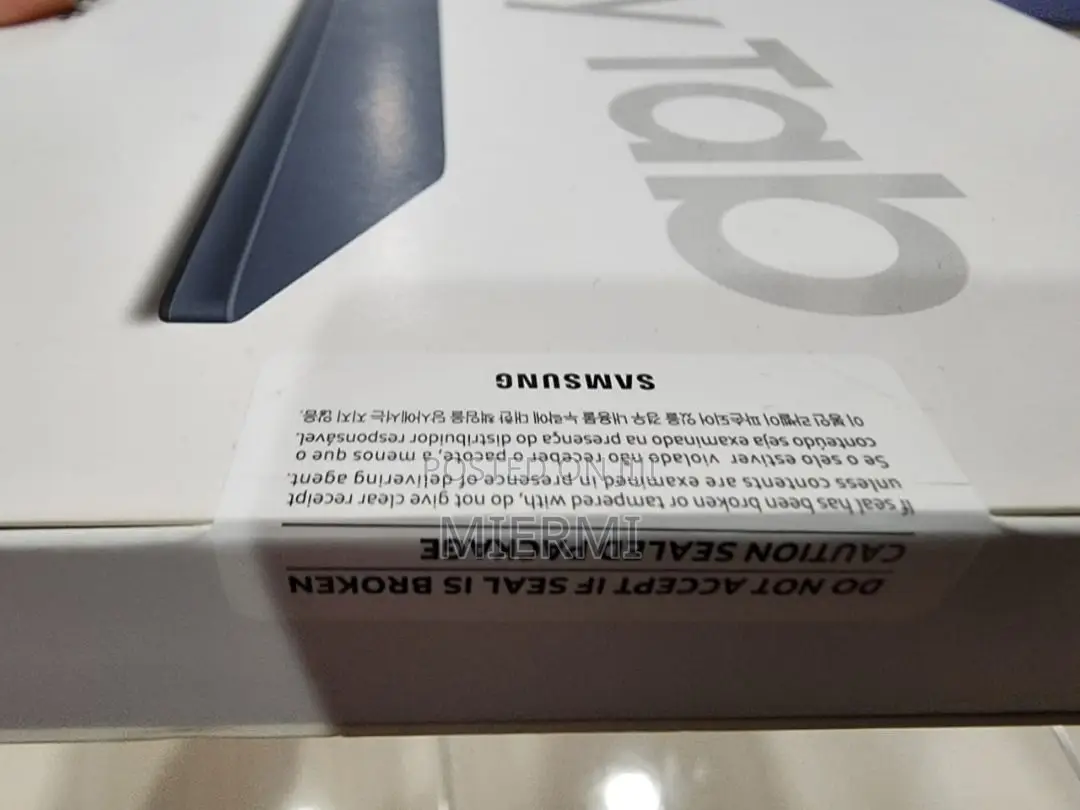 y Tab
DO NOT ACCEPT IF SEAL IS BROKEN
CAUTION SEALED PACKAGE
If seal has been broken or tampered with, do not give clear receipt
unless contents are examined in presence of delivering agent.
Se o selo estiver violado não receber o pacote, a menos que o
conteúdo seja examinado na presença do distribuidor responsável.
이 봉인 라벨이 파손되어 있을 경우 내용물 누락에 대한 책임을 당사에서는 지지 않음.
SAMSUNG
POSTED ON JIJI
MIERMI